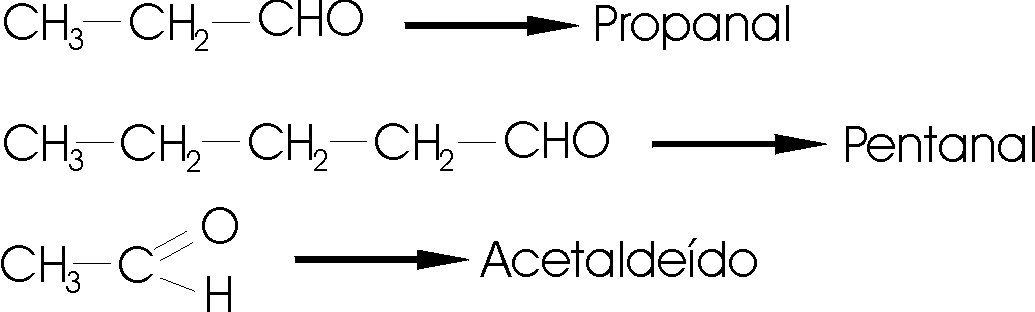 CH3—CH2—CHO → Propanal
CH3—CH2—CH2—CH2—CHO → Pentanal
CH3—C=O H → Acetaldeído